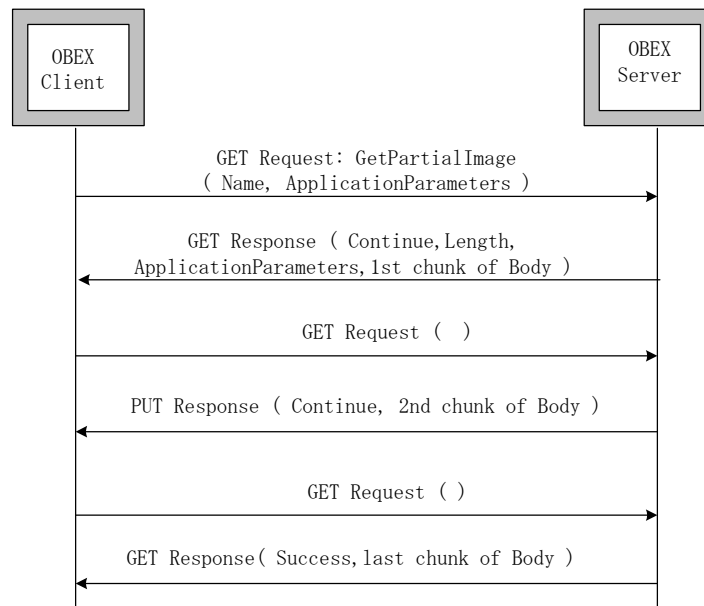 OBEX
Client
OBEX
Server
GET Request: GetPartialImage
( Name, ApplicationParameters )
GET Response ( Continue,Length,
ApplicationParameters,1st chunk of Body )
GET Request (  )
PUT Response ( Continue, 2nd chunk of Body )
GET Request ( )
GET Response( Success,last chunk of Body )